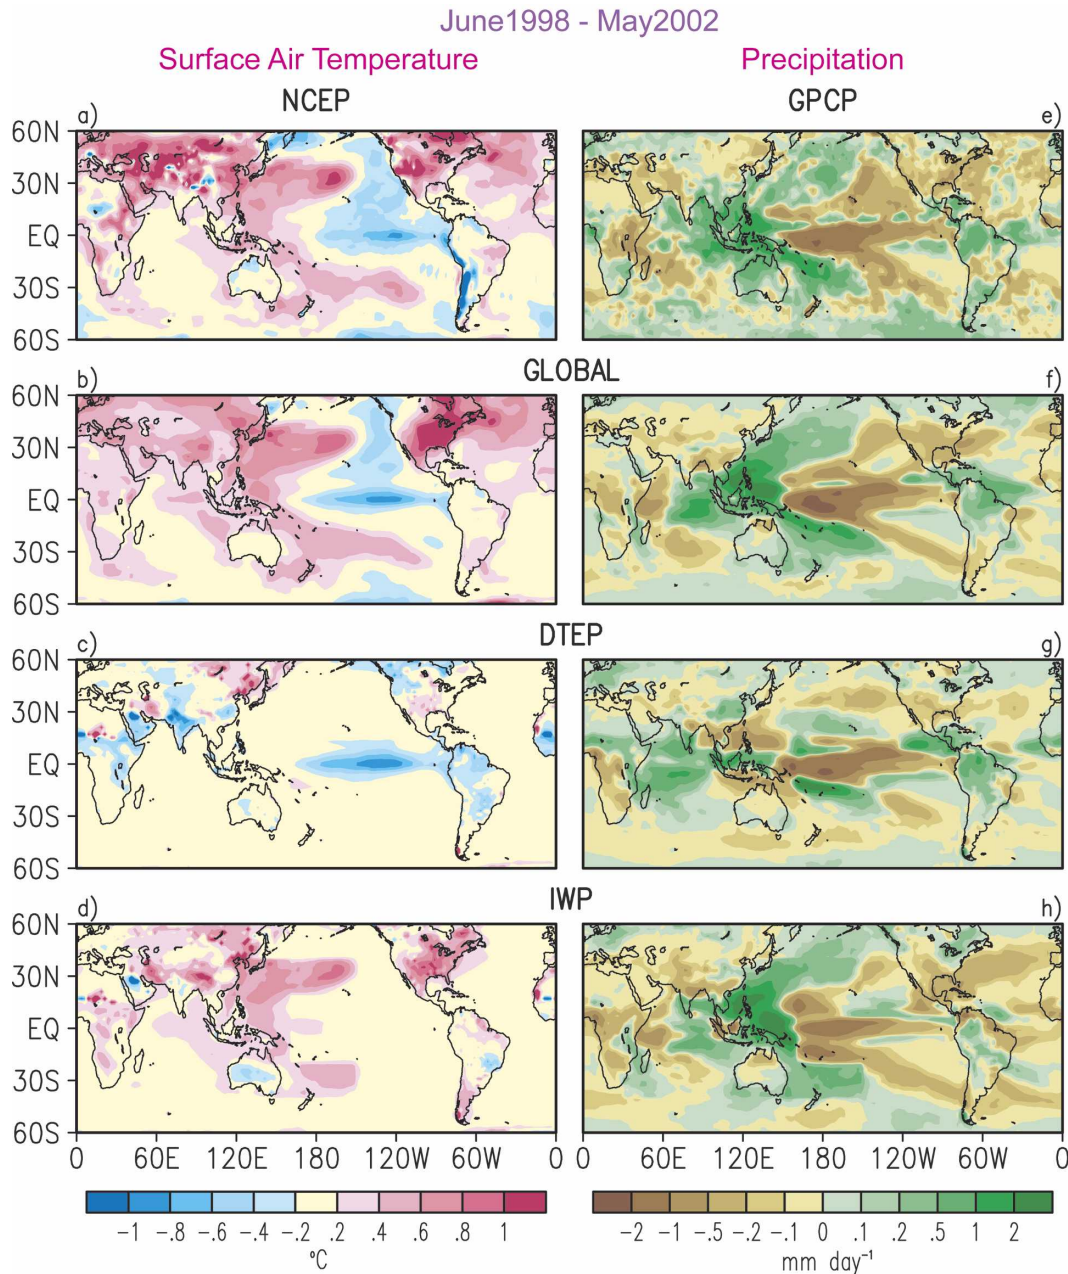 June1998 - May2002
Surface Air Temperature Precipitation
NCEP GPCP
a) e)
60N
30N
EQ
30S
60S
GLOBAL
b) f)
60N
30N
EQ
30S
60S
DTEP
c) g)
60N
30N
EQ
30S
60S
IWP
d) h)
60N
30N
EQ
30S
60S
0 60E 120E 180 120W 60W 0 60E 120E 180 120W 60W 0
-1 -.8 -.6 -.4 -.2 .2 .4 .6 .8 1 -2 -1 -.5 -.2 -.1 0 .1 .2 .5 1 2
°C mm day⁻¹